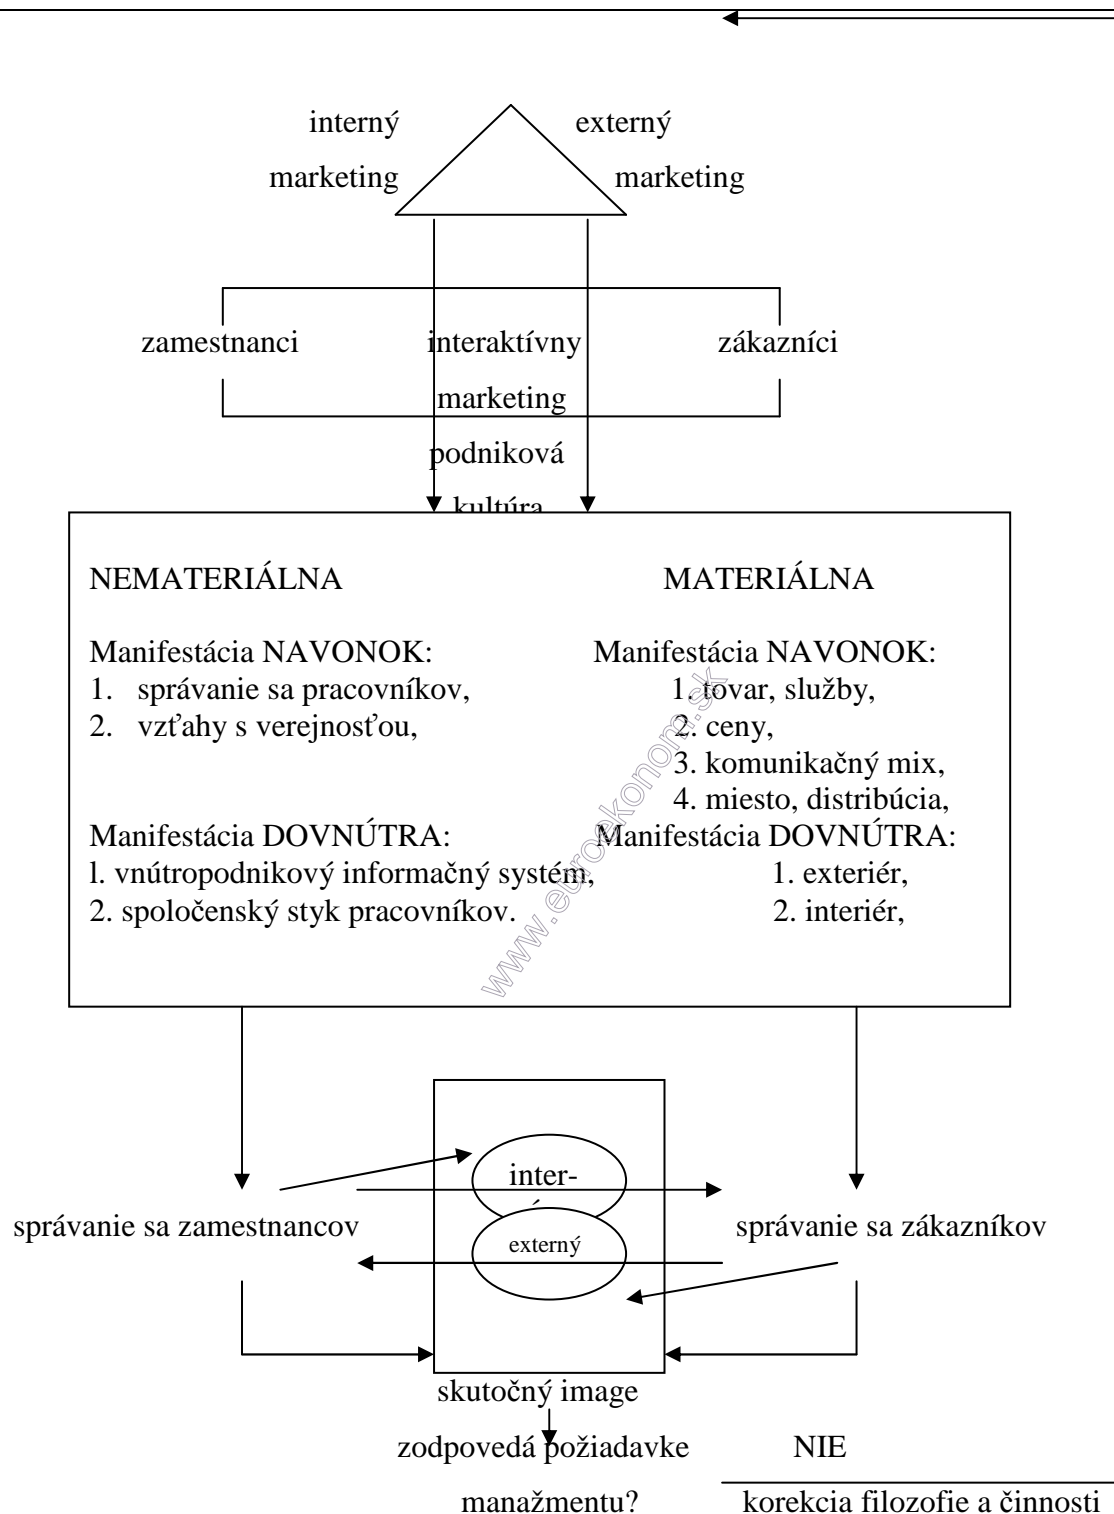 interný externý
marketing marketing
zamestnanci interaktívny zákazníci
marketing
podniková
kultúra
NEMATERIÁLNA MATERIÁLNA
Manifestácia NAVONOK: Manifestácia NAVONOK:
1. správanie sa pracovníkov, 1. tovar, služby,
2. vzťahy s verejnosťou, 2. ceny,
3. komunikačný mix,
4. miesto, distribúcia,
Manifestácia DOVNÚTRA: Manifestácia DOVNÚTRA:
l. vnútropodnikový informačný systém, 1. exteriér,
2. spoločenský styk pracovníkov. 2. interiér,
www.euroekonom.sk
inter-
správanie sa zamestnancov externý správanie sa zákazníkov
skutočný image
zodpovedá požiadavke NIE
manažmentu? korekcia filozofie a činnosti